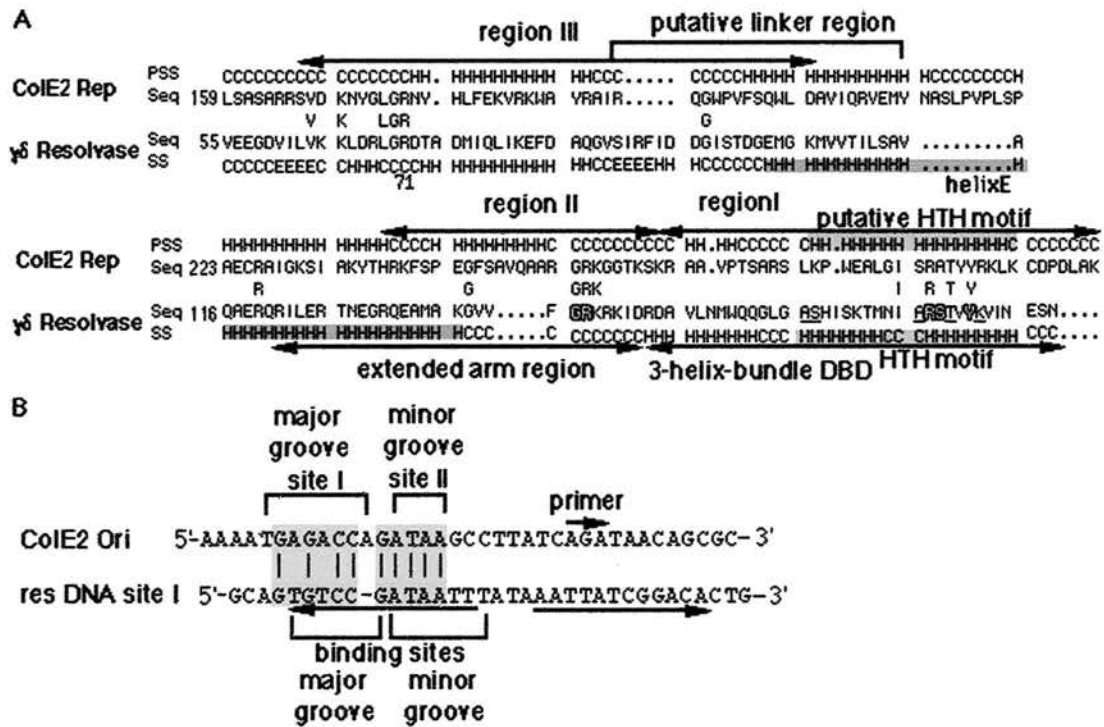 A
region III
putative linker region
PSS CCCCCCCCCC CCCCCCCHH. HHHHHHHHHH HHCCC..... CCCCCHHHHH HHHHHHHHHH HCCCCCCCCH
ColE2 Rep
Seq 159 LSASARRSVD KNYGLGRNY. HLFEKVRKWA YRAIR..... QGWPVFSQWL DAVIQRVEMY NASLPVPLSP
V K LGR G
γδ Resolvase
Seq 55 VEEGDVILVK KLDRLGRDTA DMIQLIKEFD AQGVSIRFID DGISTDGEMG KMVVTILSAV .........A
SS CCCCCEEEEC CHHHCCCCHH HHHHHHHHHH HHCCEEEEHH HHCCCCCCHHH HHHHHHHHHH .........H
71
helixE
region II
regionI
putative HTH motif
PSS HHHHHHHHHH HHHHHCCCCH HHHHHHHHHC CCCCCCCCCC HH.HHCCCCC CHH.HHHHHH HHHHHHHHHC CCCCCCC
ColE2 Rep
Seq 223 AECRAIGKSI AKYTHRKFSP EGFSAVQAAR GRKGGTKSKR AA.VPTSARS LKP.WEALGI SRATYYRKLK CDPDLAK
R G GRK I R T Y
γδ Resolvase
Seq 116 QAERQRILER TNEGRQEAMA KGVV.....F GRKRKIDRDA VLNMWQQGLG ASHISKTMNI ARSTVYKVIN ESN....
SS HHHHHHHHHH HHHHHHHHHH HCCC.....C CCCCCCCHHH HHHHHHHCCC HHHHHHHCC CHHHHHHHHH CCC....
extended arm region
3-helix-bundle DBD
HTH motif
B
major groove site I
minor groove site II
primer
ColE2 Ori 5'-AAAATGAGACCAGATAAGCCTTATCAGATAACAGCGC-3'
res DNA site I 5'-GCAGTGTCC-GATAATTTATAAATTATCGGACACTG-3'
binding sites
major groove
minor groove